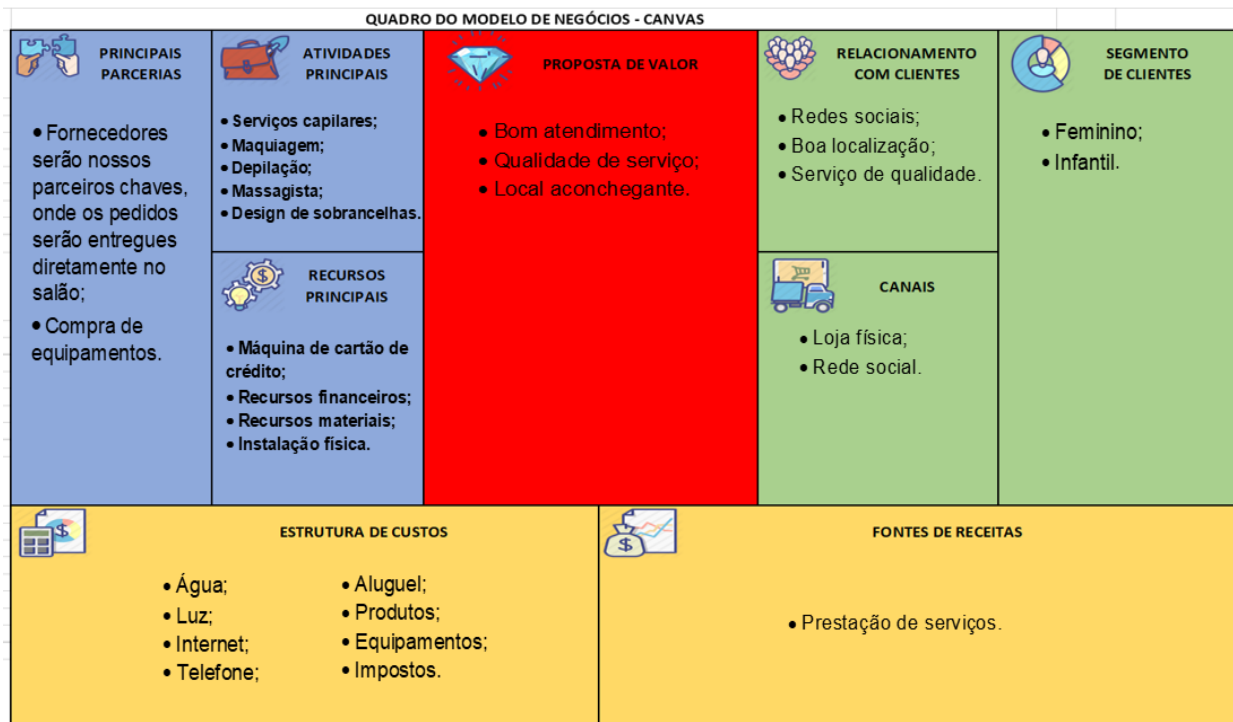 QUADRO DO MODELO DE NEGÓCIOS - CANVAS
PRINCIPAIS
PARCERIAS
• Fornecedores
serão nossos
parceiros chaves,
onde os pedidos
serão entregues
diretamente no
salão;
• Compra de
equipamentos.
ATIVIDADES
PRINCIPAIS
• Serviços capilares;
• Maquiagem;
• Depilação;
• Massagista;
• Design de sobrancelhas.
RECURSOS
PRINCIPAIS
• Máquina de cartão de
crédito;
• Recursos financeiros;
• Recursos materiais;
• Instalação física.
PROPOSTA DE VALOR
• Bom atendimento;
• Qualidade de serviço;
• Local aconchegante.
RELACIONAMENTO
COM CLIENTES
• Redes sociais;
• Boa localização;
• Serviço de qualidade.
CANAIS
• Loja física;
• Rede social.
SEGMENTO
DE CLIENTES
• Feminino;
• Infantil.
ESTRUTURA DE CUSTOS
• Água;
• Luz;
• Internet;
• Telefone;
• Aluguel;
• Produtos;
• Equipamentos;
• Impostos.
FONTES DE RECEITAS
• Prestação de serviços.